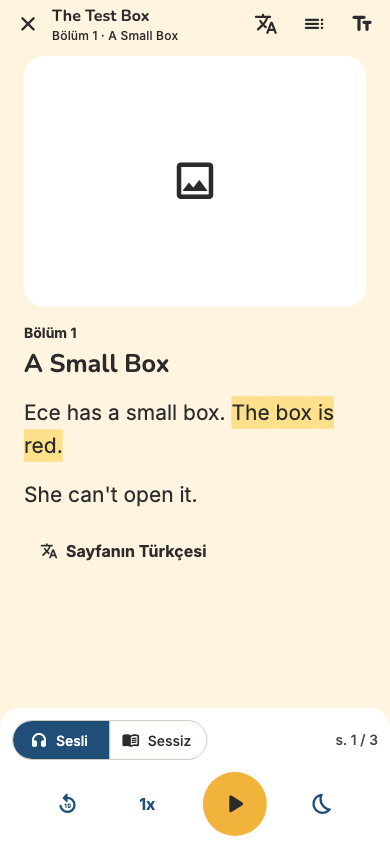 The Test Box
Bölüm 1 · A Small Box
Bölüm 1
A Small Box
Ece has a small box. The box is
red.
She can't open it.
Sayfanın Türkçesi
Sesli
Sessiz
s. 1 / 3
10
1x